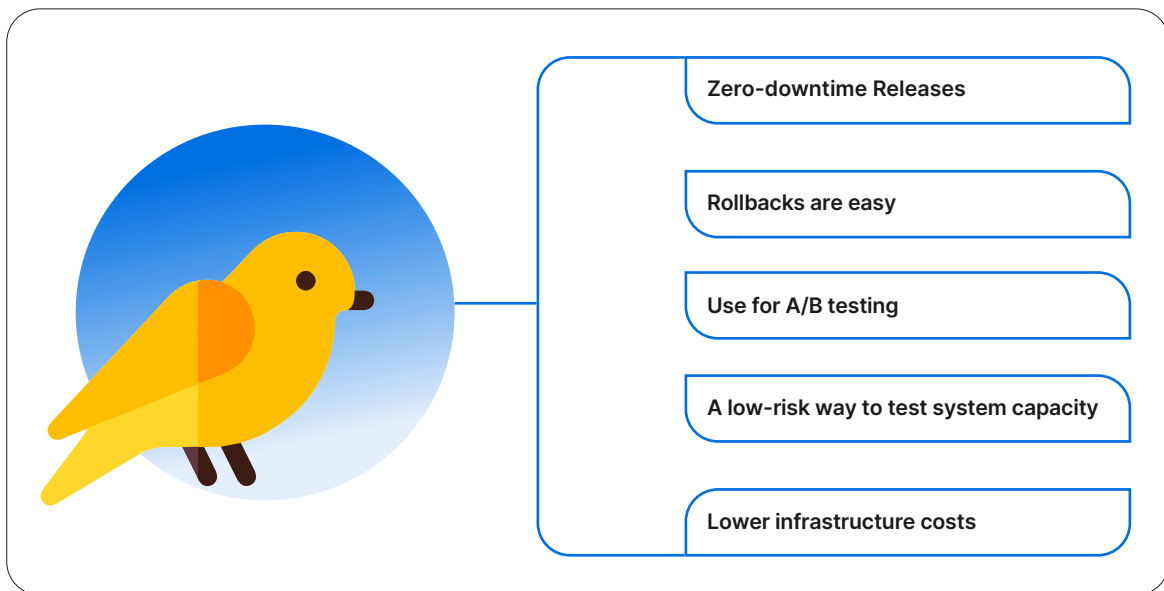 Zero-downtime Releases
Rollbacks are easy
Use for A/B testing
A low-risk way to test system capacity
Lower infrastructure costs